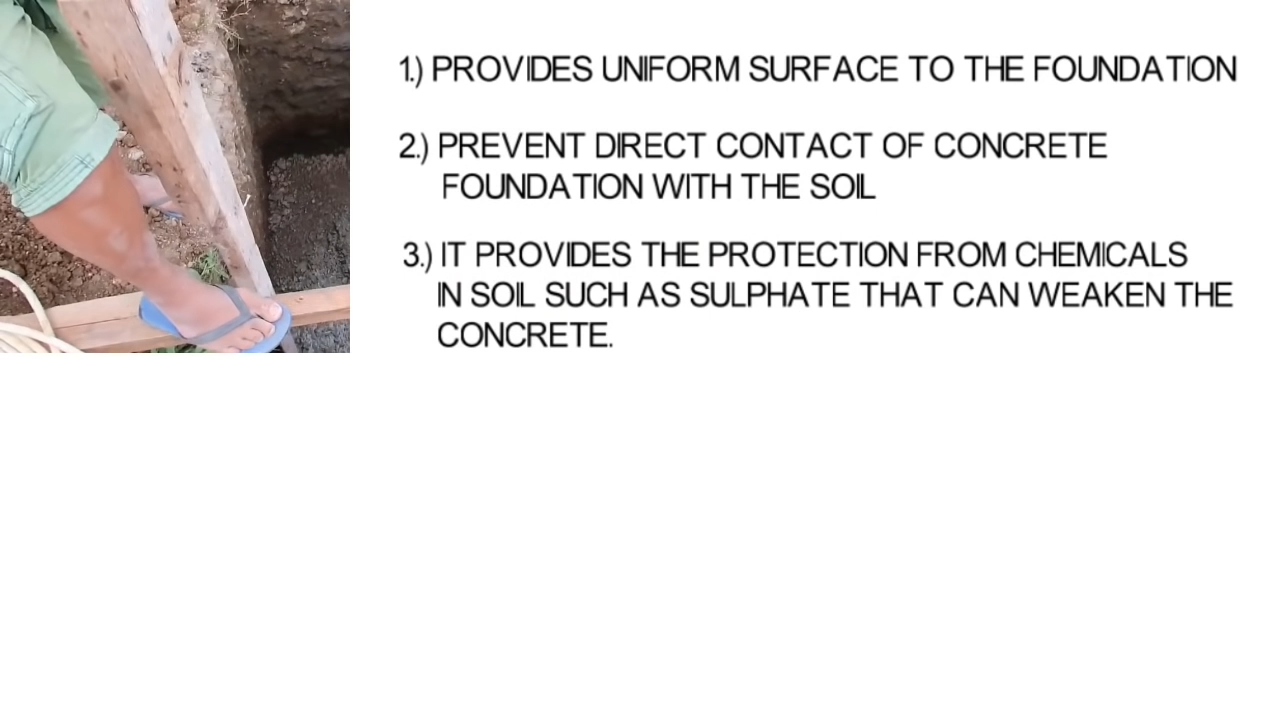 1.) PROVIDES UNIFORM SURFACE TO THE FOUNDATION
2.) PREVENT DIRECT CONTACT OF CONCRETE
FOUNDATION WITH THE SOIL
3.) IT PROVIDES THE PROTECTION FROM CHEMICALS
IN SOIL SUCH AS SULPHATE THAT CAN WEAKEN THE
CONCRETE.